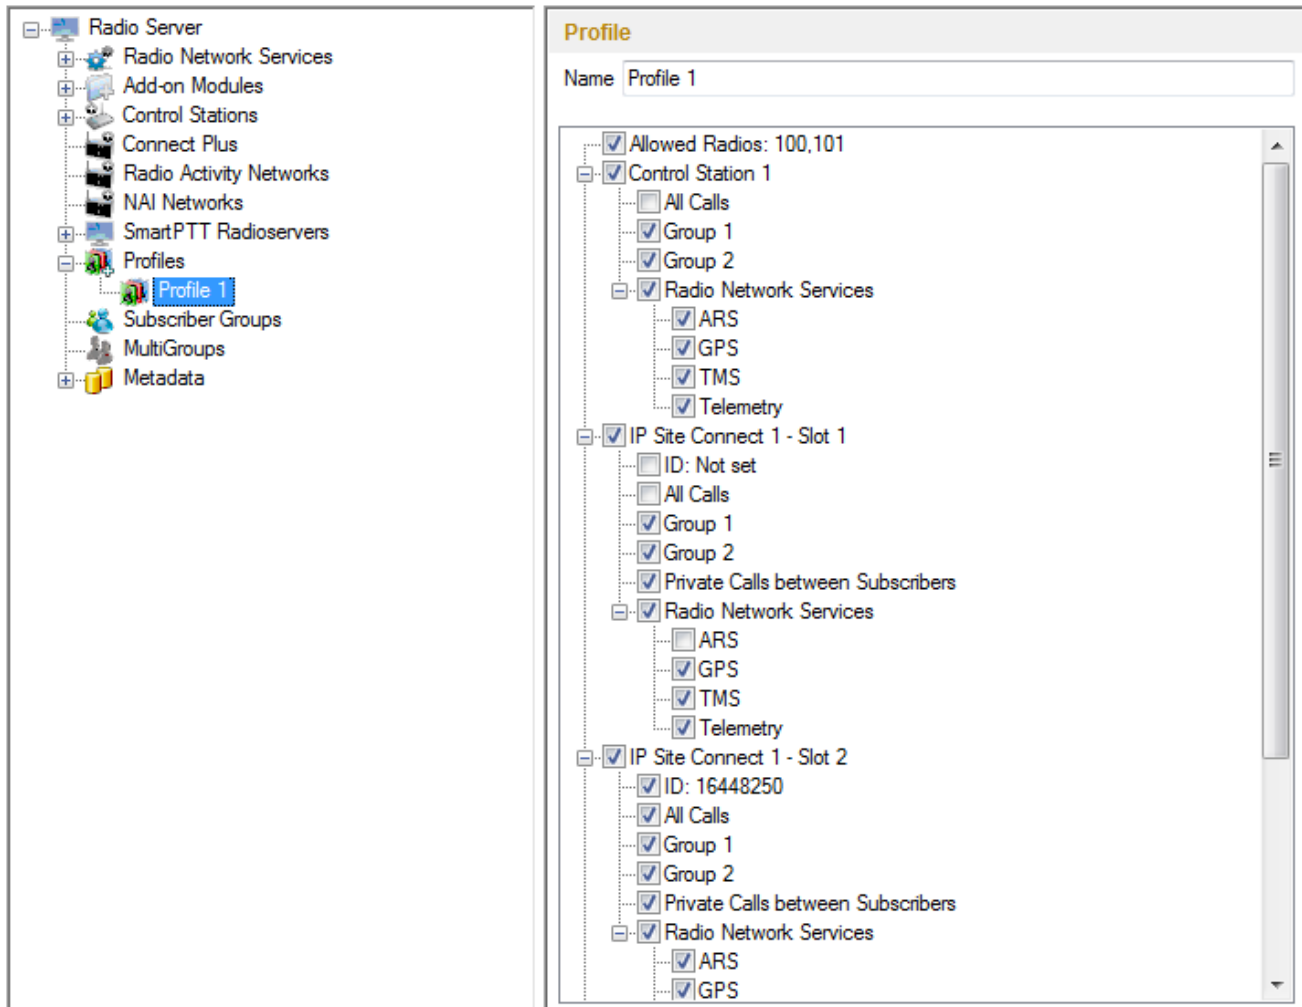 Radio Server
Radio Network Services
Add-on Modules
Control Stations
Connect Plus
Radio Activity Networks
NAI Networks
SmartPTT Radioservers
Profiles
Profile 1
Subscriber Groups
MultiGroups
Metadata
Profile
Name Profile 1
Allowed Radios: 100,101
Control Station 1
All Calls
Group 1
Group 2
Radio Network Services
ARS
GPS
TMS
Telemetry
IP Site Connect 1 - Slot 1
ID: Not set
All Calls
Group 1
Group 2
Private Calls between Subscribers
Radio Network Services
ARS
GPS
TMS
Telemetry
IP Site Connect 1 - Slot 2
ID: 16448250
All Calls
Group 1
Group 2
Private Calls between Subscribers
Radio Network Services
ARS
GPS